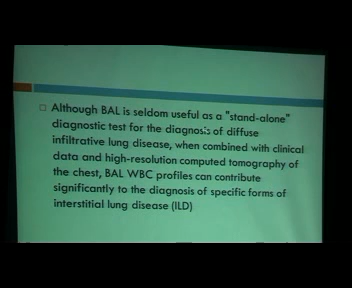 Although BAL is seldom useful as a "stand-alone"
diagnostic test for the diagnosis of diffuse
infiltrative lung disease, when combined with clinical
data and high-resolution computed tomography of
the chest, BAL WBC profiles can contribute
significantly to the diagnosis of specific forms of
interstitial lung disease (ILD)